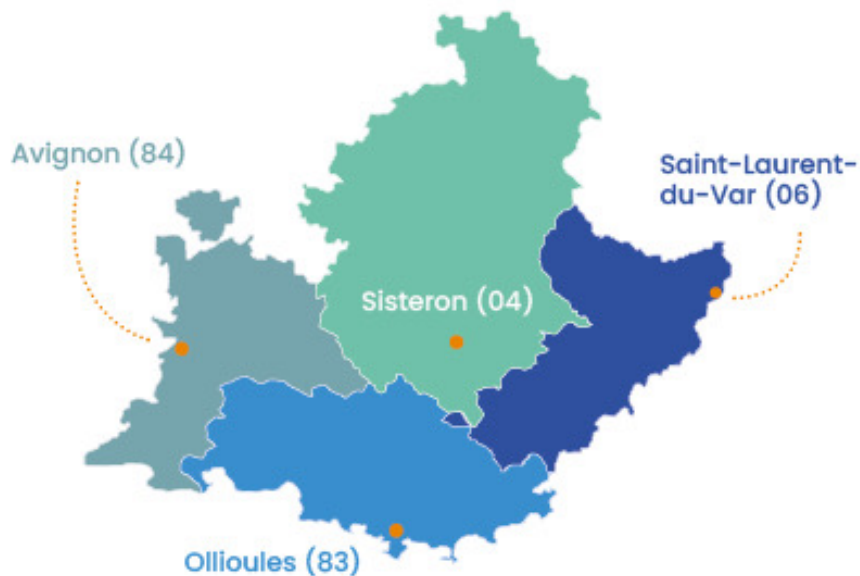 Avignon (84)
Saint-Laurent-
du-Var (06)
Sisteron (04)
Ollioules (83)